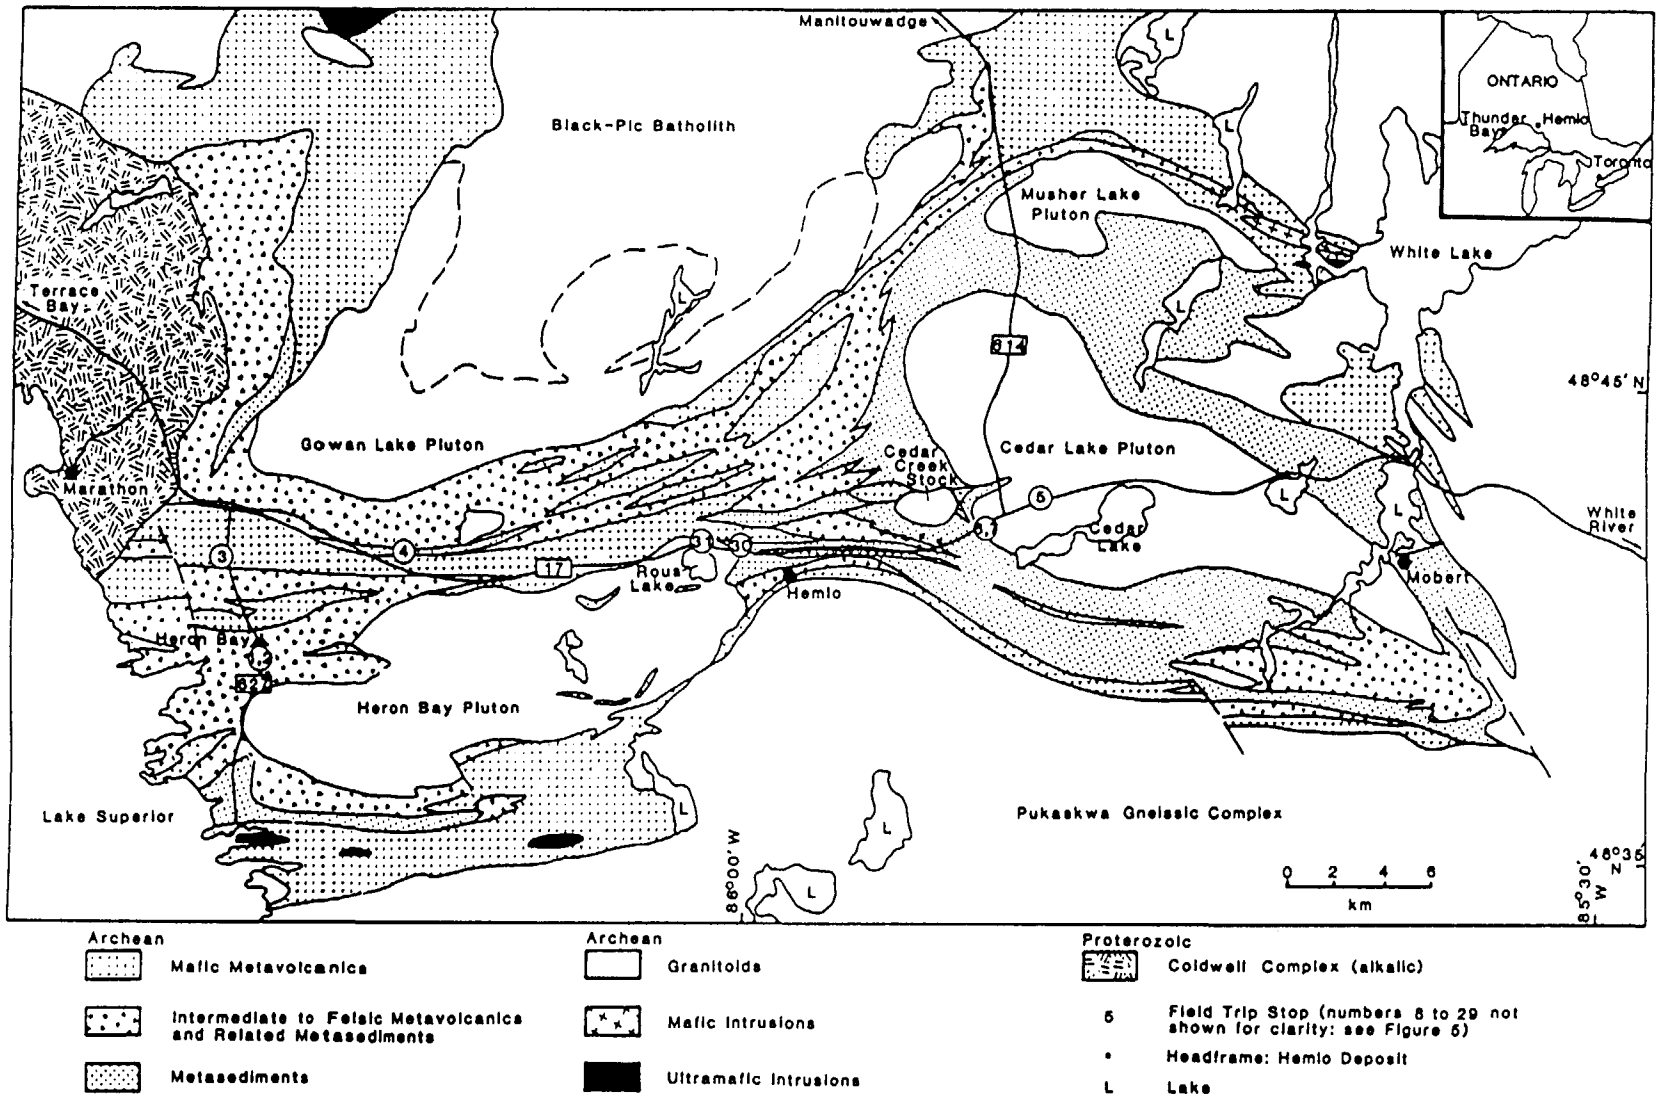 Manitouwadge
ONTARIO
Thunder
Bay
Hemlo
Toronto
L
L
Black-Pic Batholith
Musher Lake
Pluton
White Lake
Terrace
Bay
L
L
614
48°45' N
Gowan Lake Pluton
Cedar Lake Pluton
Cedar
Creek
Stock
Marathon
5
L
L
White
River
Cedar
Lake
3
4
31
30
17
Rous
Lake
Hemlo
Mobert
Heron Bay
1,2
627
Heron Bay Pluton
Lake Superior
L
L
Pukaskwa Gneissic Complex
L
86°00' W
48°35'
N
85°30'
W
0 2 4 6
km
Archean
Mafic Metavolcanics
Intermediate to Felsic Metavolcanics
and Related Metasediments
Metasediments
Archean
Granitoids
Mafic Intrusions
Ultramafic Intrusions
Proterozoic
Coldwell Complex (alkalic)
5 Field Trip Stop (numbers 8 to 29 not
shown for clarity: see Figure 5)
Headframe: Hemlo Deposit
L Lake